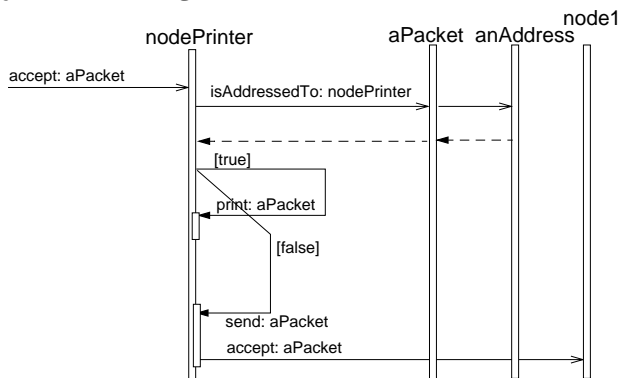 node1
nodePrinter
aPacket anAddress
accept: aPacket
isAddressedTo: nodePrinter
[true]
print: aPacket
[false]
send: aPacket
accept: aPacket